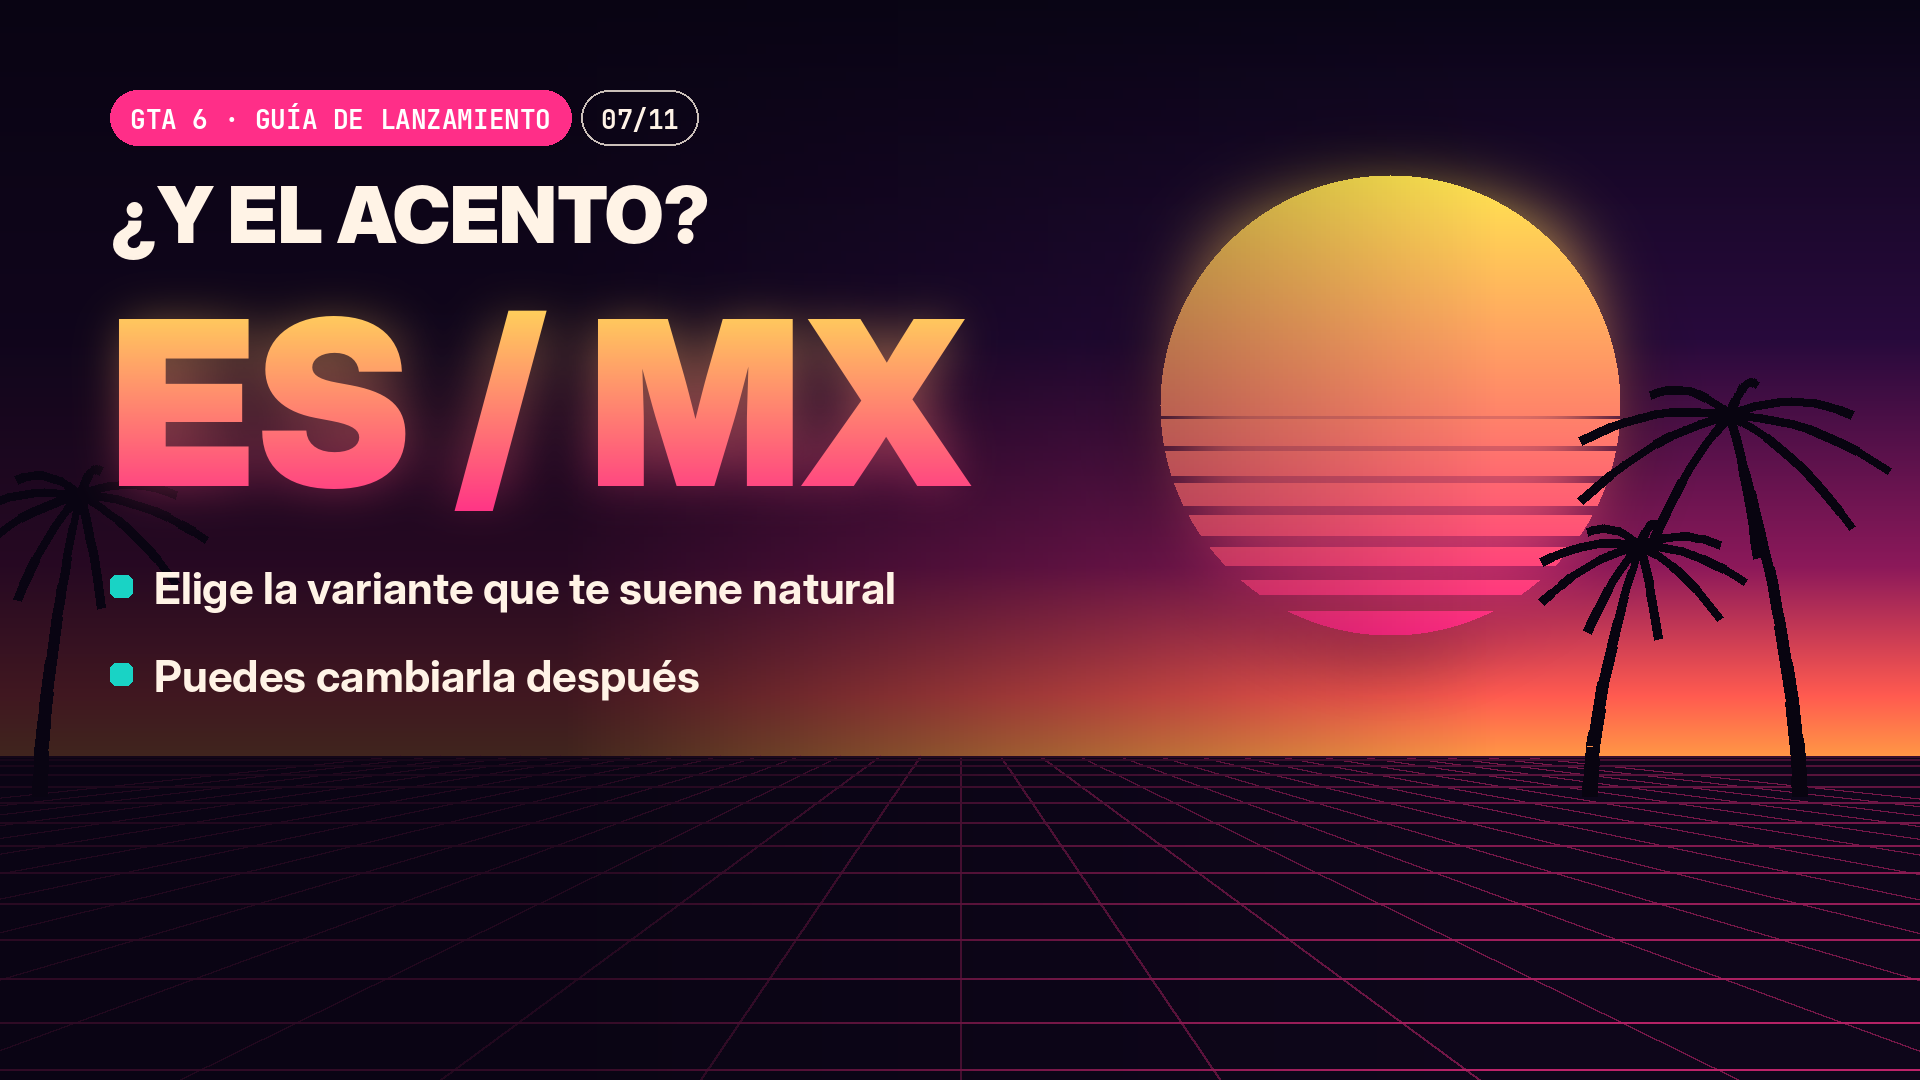 GTA 6 · GUÍA DE LANZAMIENTO 07/11
¿Y EL ACENTO?
ES / MX
Elige la variante que te suene natural
Puedes cambiarla después